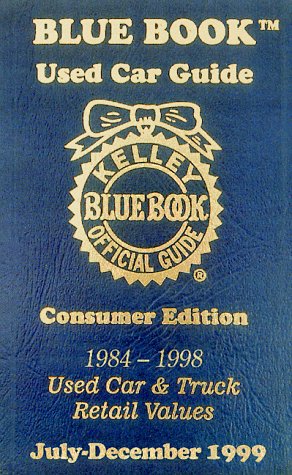 BLUE BOOK™
Used Car Guide
KELLEY
BLUE BOOK
OFFICIAL GUIDE
®
Consumer Edition
1984 – 1998
Used Car & Truck
Retail Values
July-December 1999